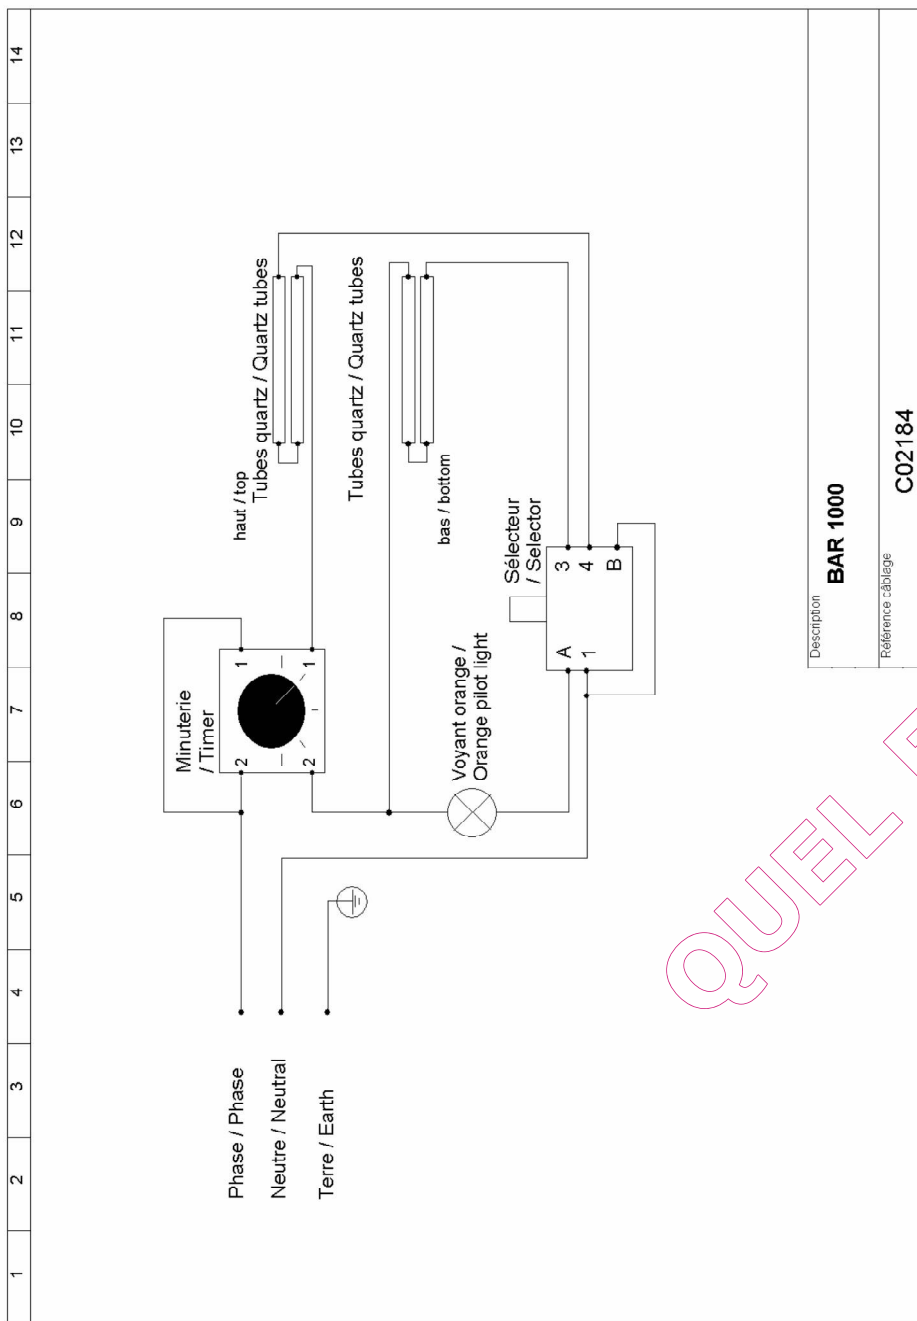 1 2 3 4 5 6 7 8 9 10 11 12 13 14
Phase / Phase
Neutre / Neutral
Terre / Earth
Minuterie
/ Timer
2
1
2
1
haut / top
Tubes quartz / Quartz tubes
Tubes quartz / Quartz tubes
bas / bottom
Voyant orange /
Orange pilot light
Sélecteur
/ Selector
A
1
3
4
B
Description
BAR 1000
Référence câblage
C02184
QUEL